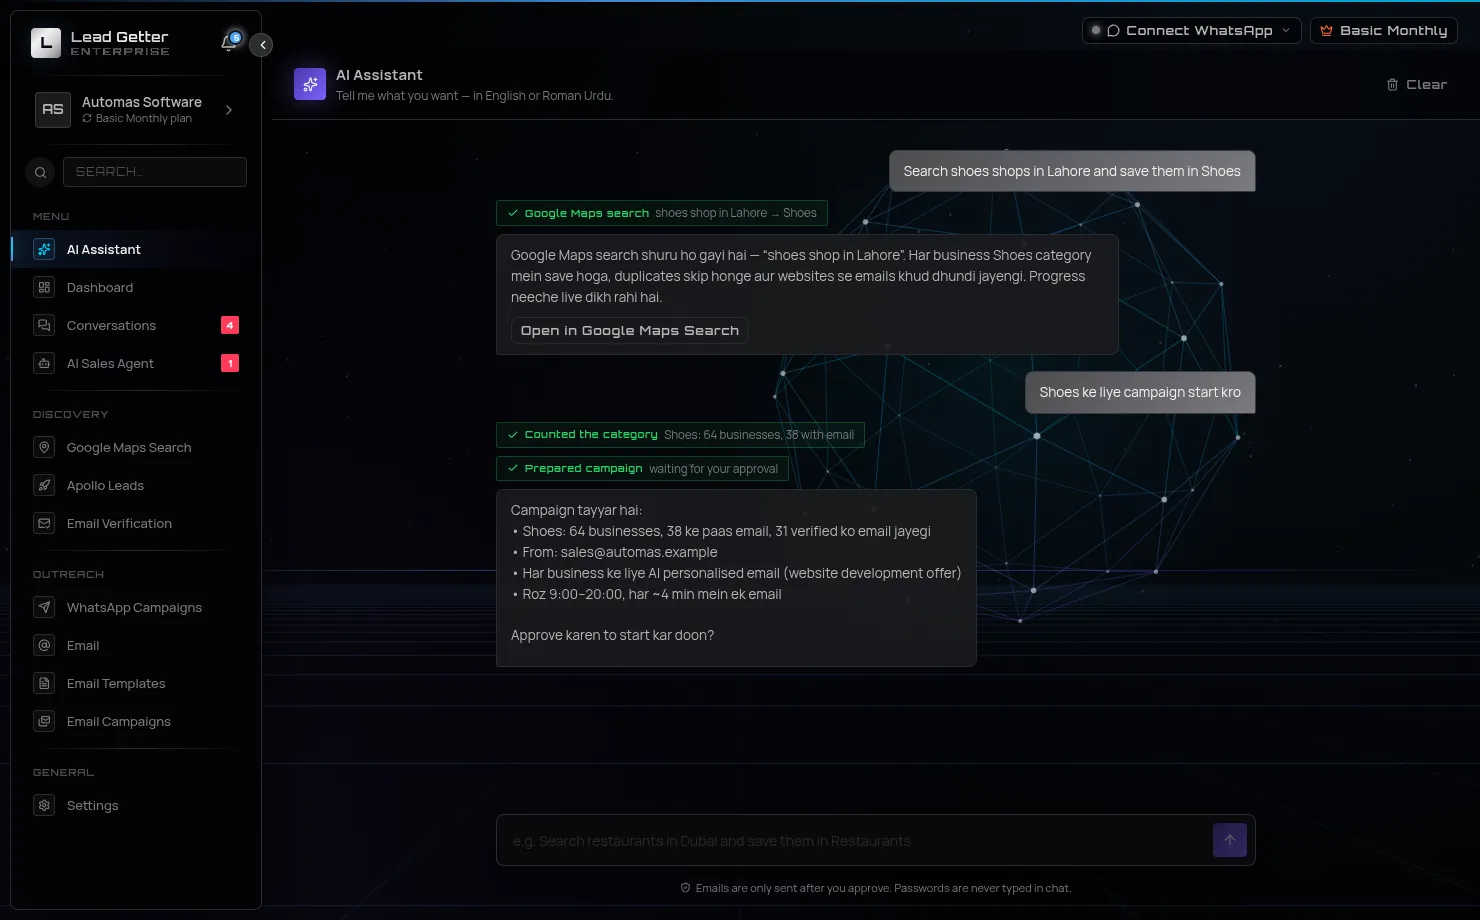 L
Lead Getter
ENTERPRISE
5
AS
Automas Software
Basic Monthly plan
SEARCH...
MENU
AI Assistant
Dashboard
Conversations
4
AI Sales Agent
1
DISCOVERY
Google Maps Search
Apollo Leads
Email Verification
OUTREACH
WhatsApp Campaigns
Email
Email Templates
Email Campaigns
GENERAL
Settings
Connect WhatsApp
Basic Monthly
AI Assistant
Tell me what you want — in English or Roman Urdu.
Clear
Search shoes shops in Lahore and save them in Shoes
Google Maps search shoes shop in Lahore → Shoes
Google Maps search shuru ho gayi hai — “shoes shop in Lahore”. Har business Shoes category
mein save hoga, duplicates skip honge aur websites se emails khud dhundi jayengi. Progress
neeche live dikh rahi hai.
Open in Google Maps Search
Shoes ke liye campaign start kro
Counted the category Shoes: 64 businesses, 38 with email
Prepared campaign waiting for your approval
Campaign tayyar hai:
• Shoes: 64 businesses, 38 ke paas email, 31 verified ko email jayegi
• From: sales@automas.example
• Har business ke liye AI personalised email (website development offer)
• Roz 9:00–20:00, har ~4 min mein ek email
Approve karen to start kar doon?
e.g. Search restaurants in Dubai and save them in Restaurants
Emails are only sent after you approve. Passwords are never typed in chat.